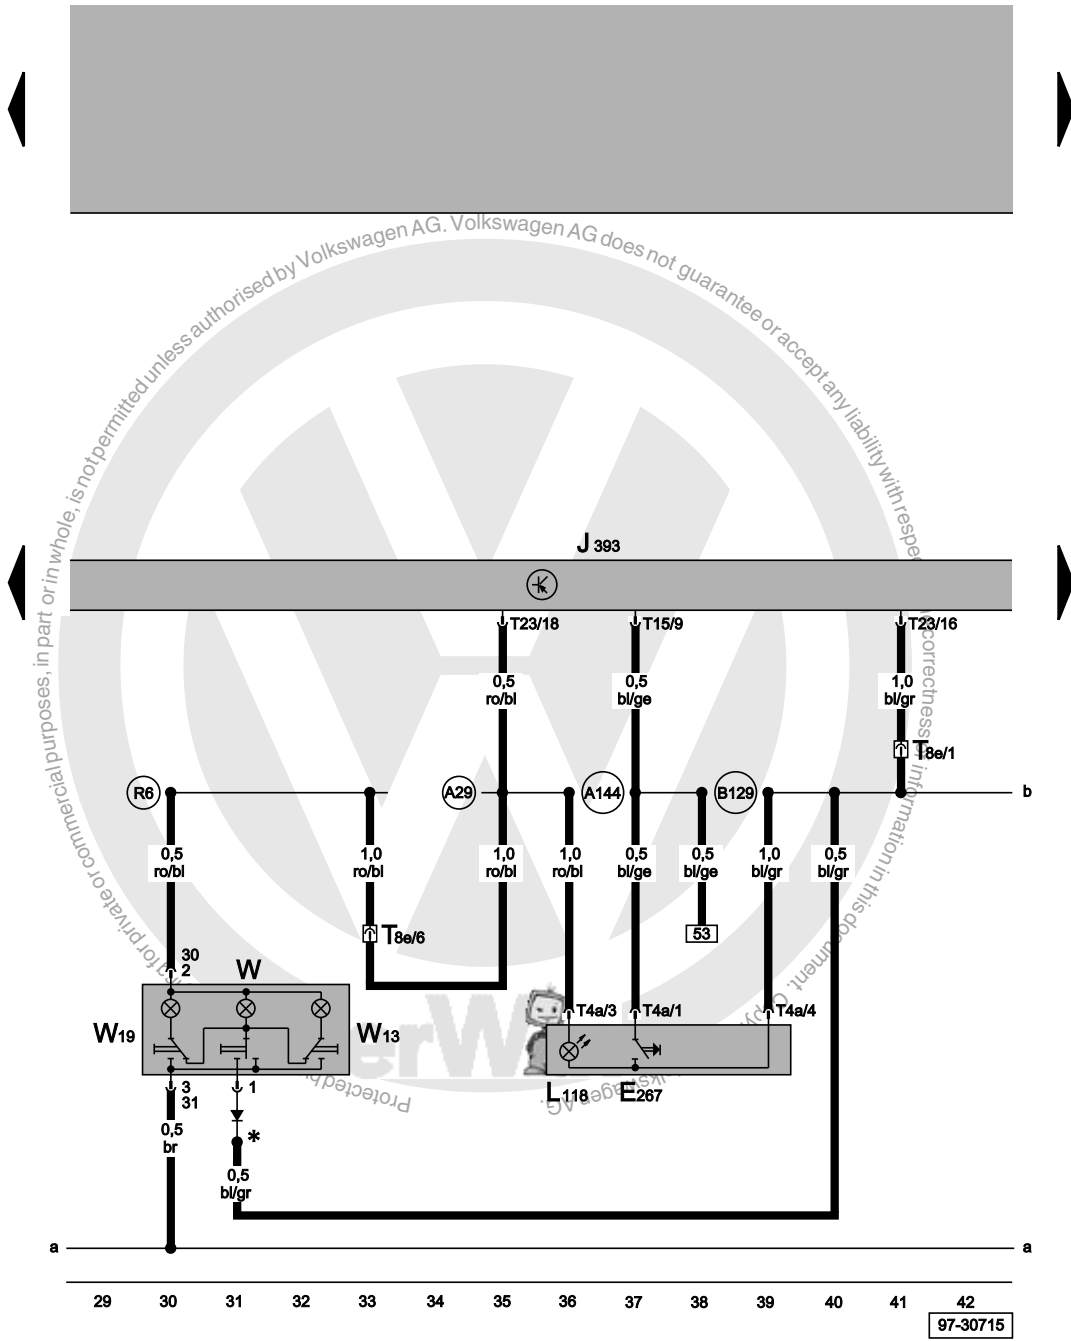 ing for private or commercial purposes, in part or in whole, is not permitted unless authorised by Volkswagen AG. Volkswagen AG does not guarantee or accept any liability with respec
correctness of information in this document. Copy
lkswagen AG.
Protected b
J 393
T23/18 T15/9 T23/16
0,5 0,5 1,0
ro/bl bl/ge bl/gr
T8e/1
R6 A29 A144 B129 b
0,5 1,0 1,0 1,0 0,5 0,5 1,0 0,5
ro/bl ro/bl ro/bl ro/bl bl/ge bl/ge bl/gr bl/gr
T8e/6 53
30
2 W
T4a/3 T4a/1 T4a/4
W19 W13
erW
3 1 L118 E267
31
0,5 *
br
0,5
bl/gr
a a
29 30 31 32 33 34 35 36 37 38 39 40 41 42
97-30715